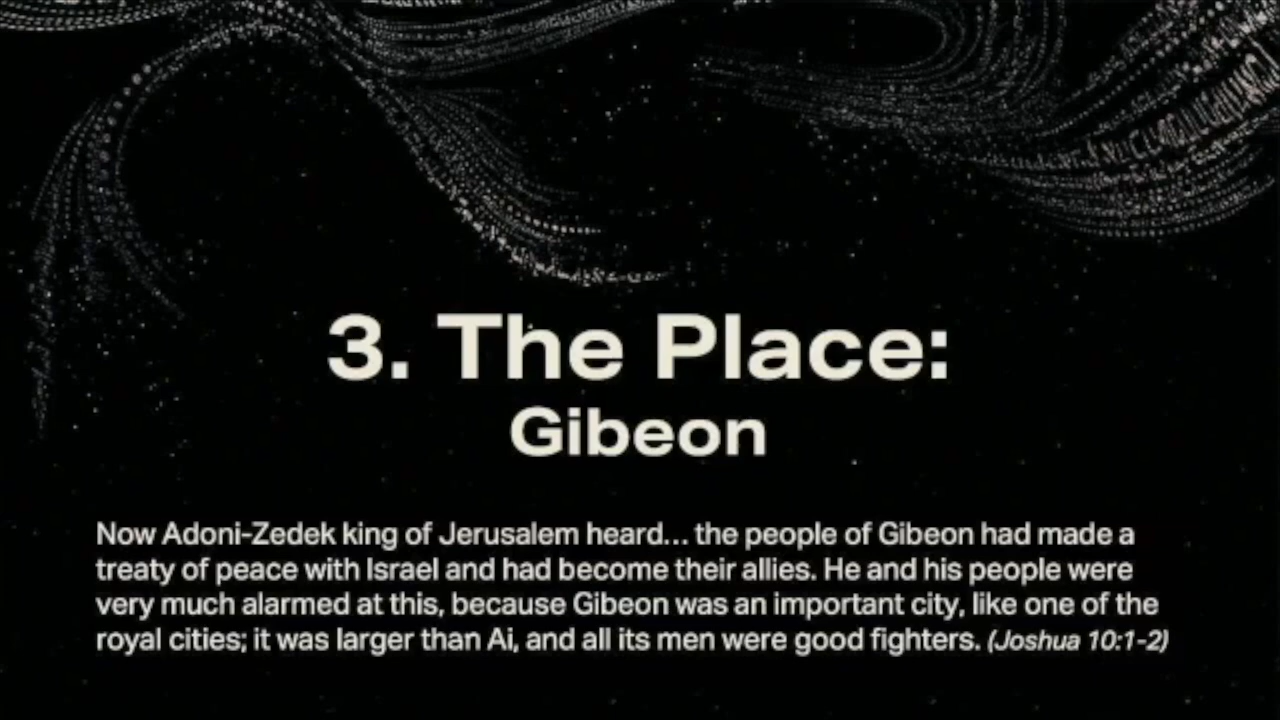 3. The Place:
Gibeon
Now Adoni-Zedek king of Jerusalem heard... the people of Gibeon had made a
treaty of peace with Israel and had become their allies. He and his people were
very much alarmed at this, because Gibeon was an important city, like one of the
royal cities; it was larger than Ai, and all its men were good fighters. (Joshua 10:1-2)